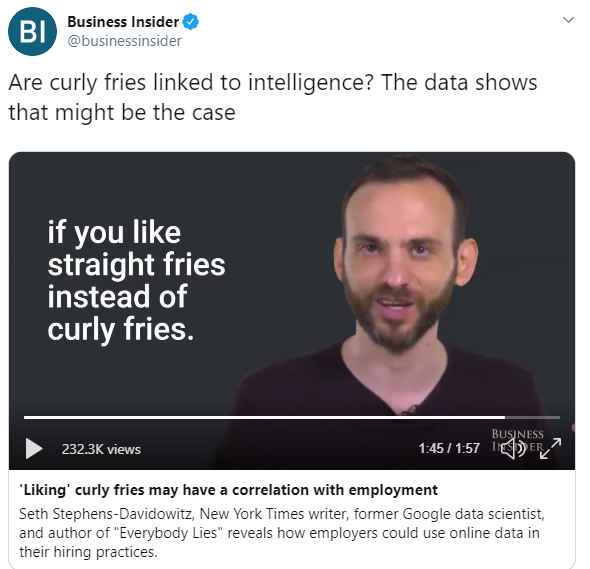 BI
Business Insider
@businessinsider
Are curly fries linked to intelligence? The data shows
that might be the case
if you like
straight fries
instead of
curly fries.
BUSINESS
INSIDER
232.3K views
1:45 / 1:57
'Liking' curly fries may have a correlation with employment
Seth Stephens-Davidowitz, New York Times writer, former Google data scientist,
and author of "Everybody Lies" reveals how employers could use online data in
their hiring practices.